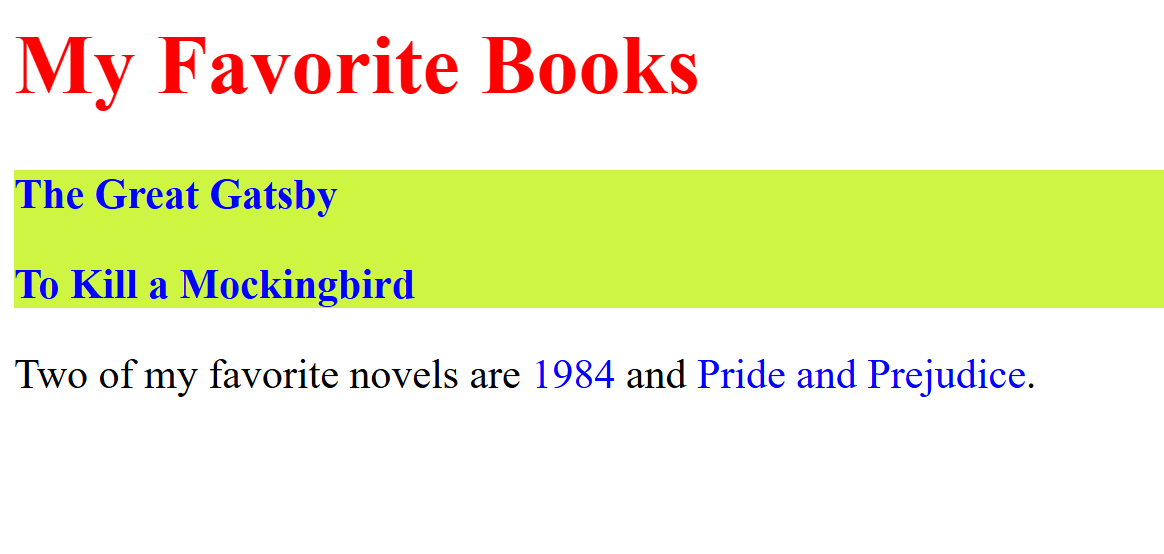 My Favorite Books
The Great Gatsby
To Kill a Mockingbird
Two of my favorite novels are 1984 and Pride and Prejudice.